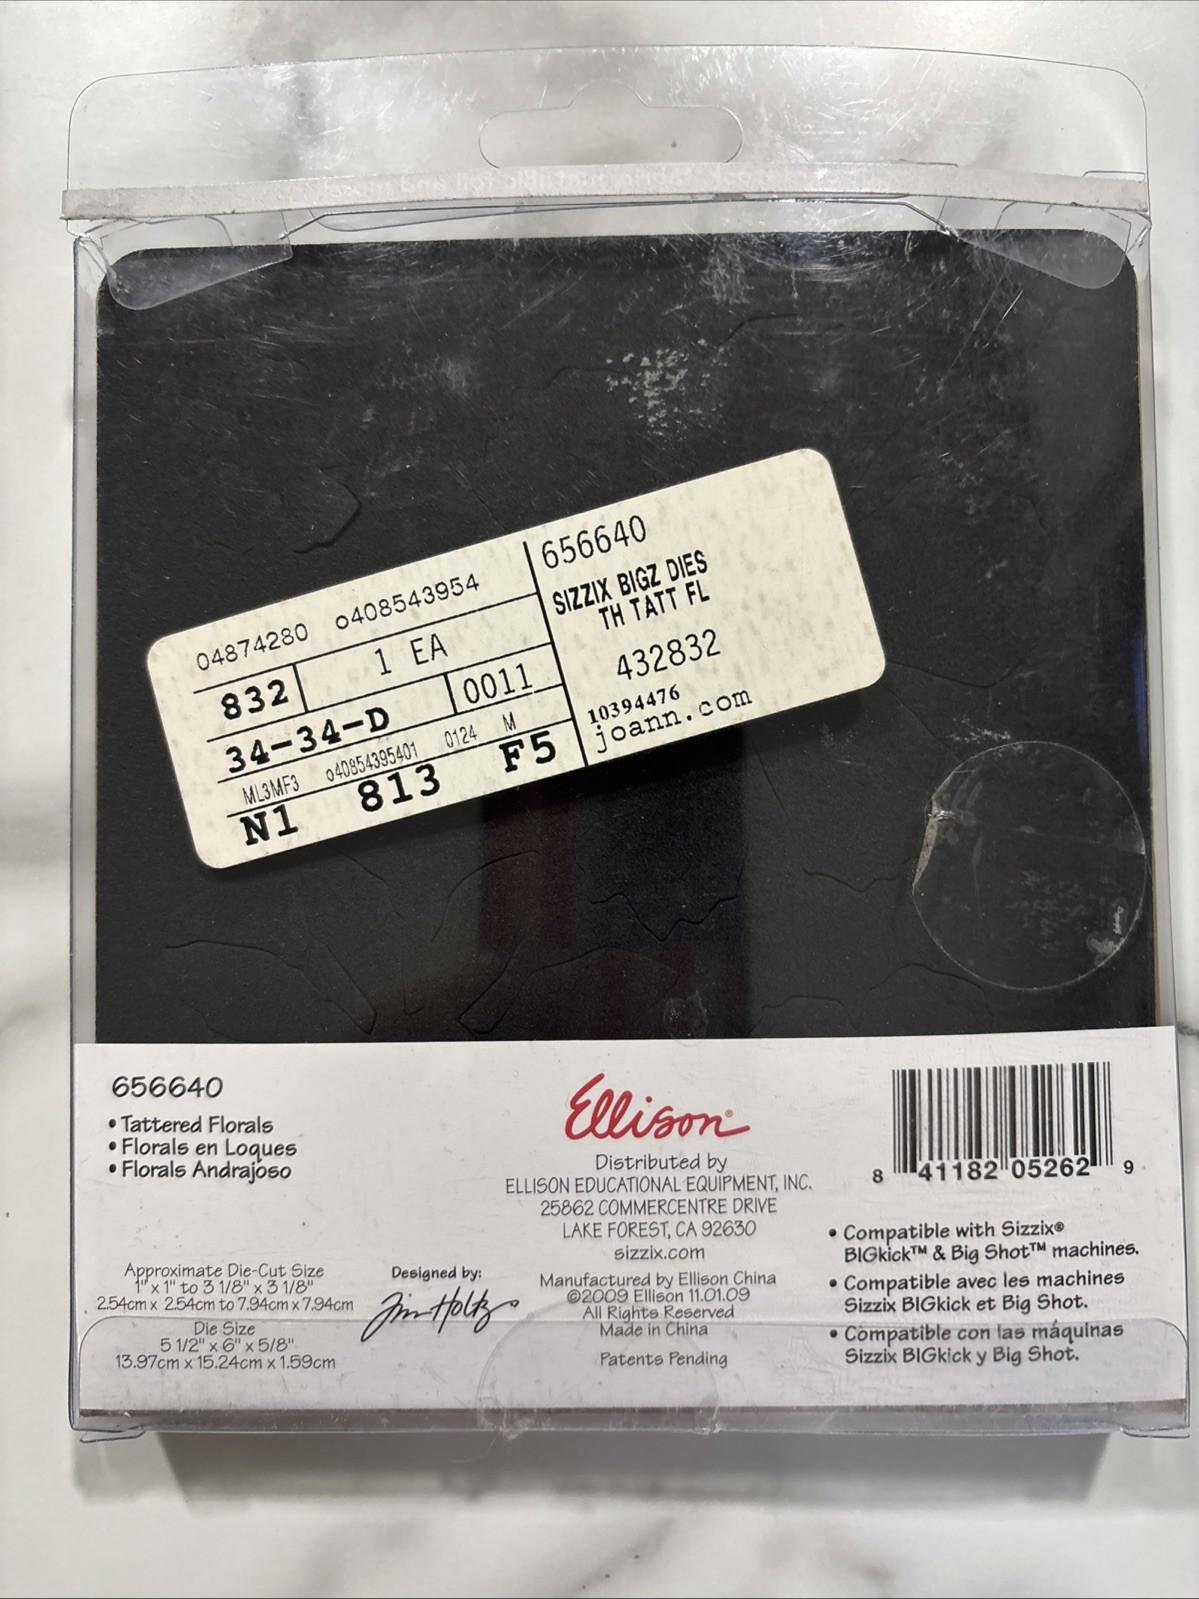 04874280 o408543954
832
1 EA
34-34-D
0011
ML3MF3 o40854395401 0124 M
N1 813 F5
656640
SIZZIX BIGZ DIES
TH TATT FL
432832
10394476
joann.com
656640
• Tattered Florals
• Florals en Loques
• Florals Andrajoso
Approximate Die-Cut Size
1" x 1" to 3 1/8" x 3 1/8"
2.54cm x 2.54cm to 7.94cm x 7.94cm
Die Size
5 1/2" x 6" x 5/8"
13.97cm x 15.24cm x 1.59cm
Designed by:
Tim Holtz
Ellison®
Distributed by
ELLISON EDUCATIONAL EQUIPMENT, INC.
25862 COMMERCENTRE DRIVE
LAKE FOREST, CA 92630
sizzix.com
Manufactured by Ellison China
©2009 Ellison 11.01.09
All Rights Reserved
Made in China
Patents Pending
8 41182 05262 9
• Compatible with Sizzix®
BIGkick™ & Big Shot™ machines.
• Compatible avec les machines
Sizzix BIGkick et Big Shot.
• Compatible con las máquinas
Sizzix BIGkick y Big Shot.